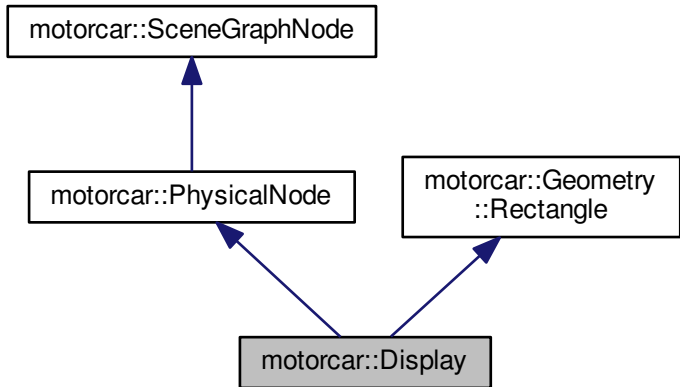 motorcar::SceneGraphNode
motorcar::PhysicalNode
motorcar::Geometry
::Rectangle
motorcar::Display